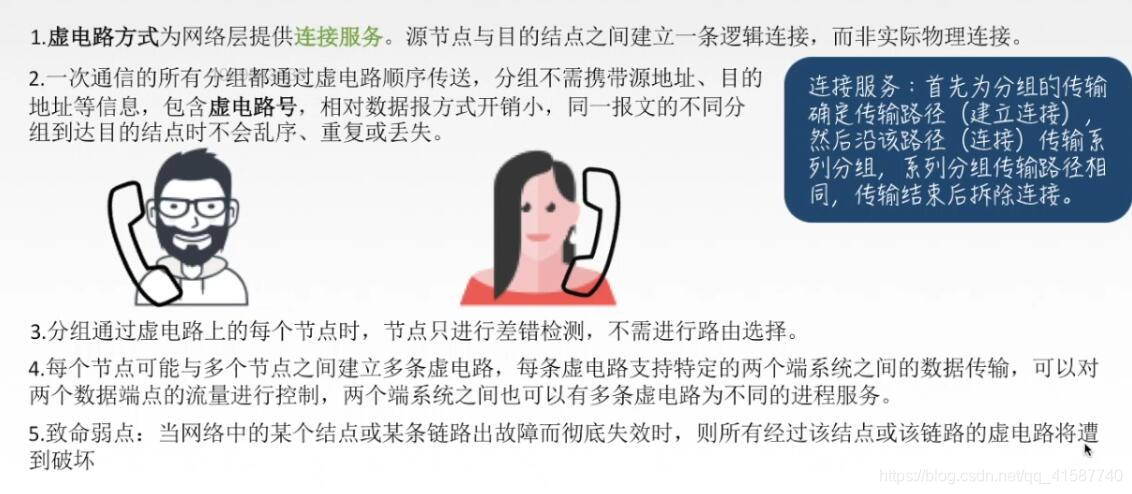 1.虚电路方式为网络层提供连接服务。源节点与目的结点之间建立一条逻辑连接，而非实际物理连接。
2.一次通信的所有分组都通过虚电路顺序传送，分组不需携带源地址、目的
地址等信息，包含虚电路号，相对数据报方式开销小，同一报文的不同分
组到达目的结点时不会乱序、重复或丢失。
连接服务：首先为分组的传输
确定传输路径（建立连接），
然后沿该路径（连接）传输系
列分组，系列分组传输路径相
同，传输结束后拆除连接。
3.分组通过虚电路上的每个节点时，节点只进行差错检测，不需进行路由选择。
4.每个节点可能与多个节点之间建立多条虚电路，每条虚电路支持特定的两个端系统之间的数据传输，可以对
两个数据端点的流量进行控制，两个端系统之间也可以有多条虚电路为不同的进程服务。
5.致命弱点：当网络中的某个结点或某条链路出故障而彻底失效时，则所有经过该结点或该链路的虚电路将遭
到破坏
https://blog.csdn.net/qq_41587740